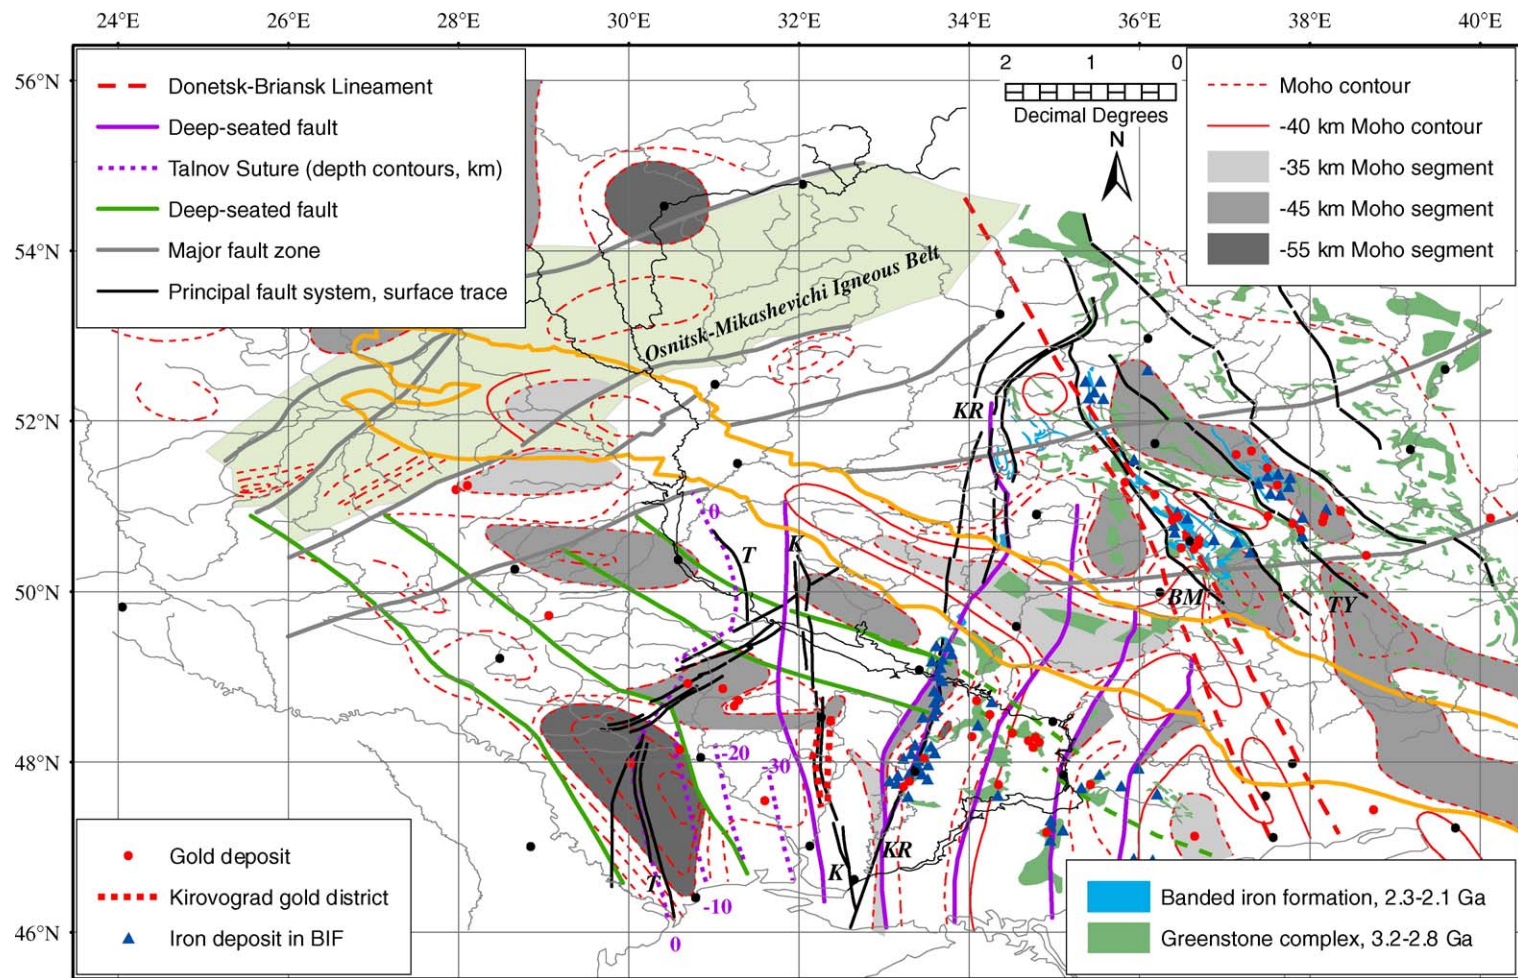 24°E 26°E 28°E 30°E 32°E 34°E 36°E 38°E 40°E
56°N
54°N
52°N
50°N
48°N
46°N
Donetsk-Briansk Lineament
Deep-seated fault
Talnov Suture (depth contours, km)
Deep-seated fault
Major fault zone
Principal fault system, surface trace
2 1 0
Decimal Degrees
N
Moho contour
-40 km Moho contour
-35 km Moho segment
-45 km Moho segment
-55 km Moho segment
Osnitsk-Mikashevichi Igneous Belt
KR
0
T
K
BM
TY
-20
-30
KR
K
T
-10
0
Gold deposit
Kirovograd gold district
Iron deposit in BIF
Banded iron formation, 2.3-2.1 Ga
Greenstone complex, 3.2-2.8 Ga